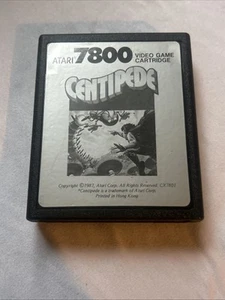 ATARI 7800 VIDEO GAME CARTRIDGE
CENTIPEDE
Copyright ©1983, Atari Corp. All Rights Reserved.
*Centipede is a trademark of Atari Corp.
Printed in Hong Kong